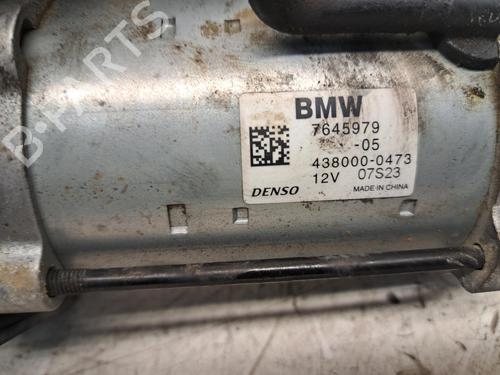 B-PARTS
BMW
7645979
-05
438000-0473
12V 07S23
DENSO MADE IN CHINA